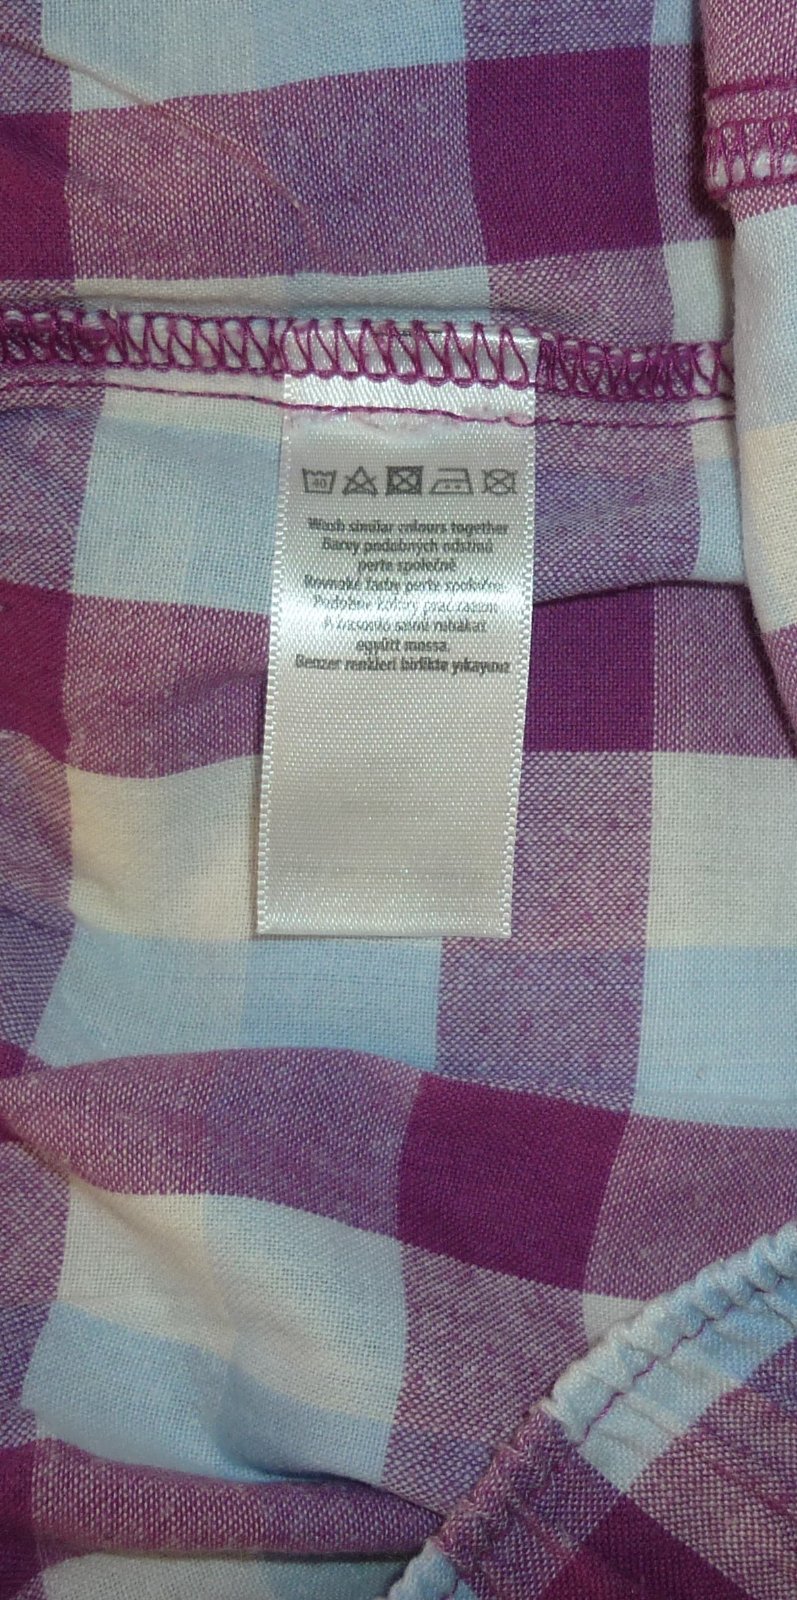 40
Wash similar colours together
Barvy podobných odstínů
perte společně
Rovnaké farby perte spoločne
Podobne kolory prać razem
A hasonló színű ruhákat
együtt mossa.
Benzer renkleri birlikte yıkayınız